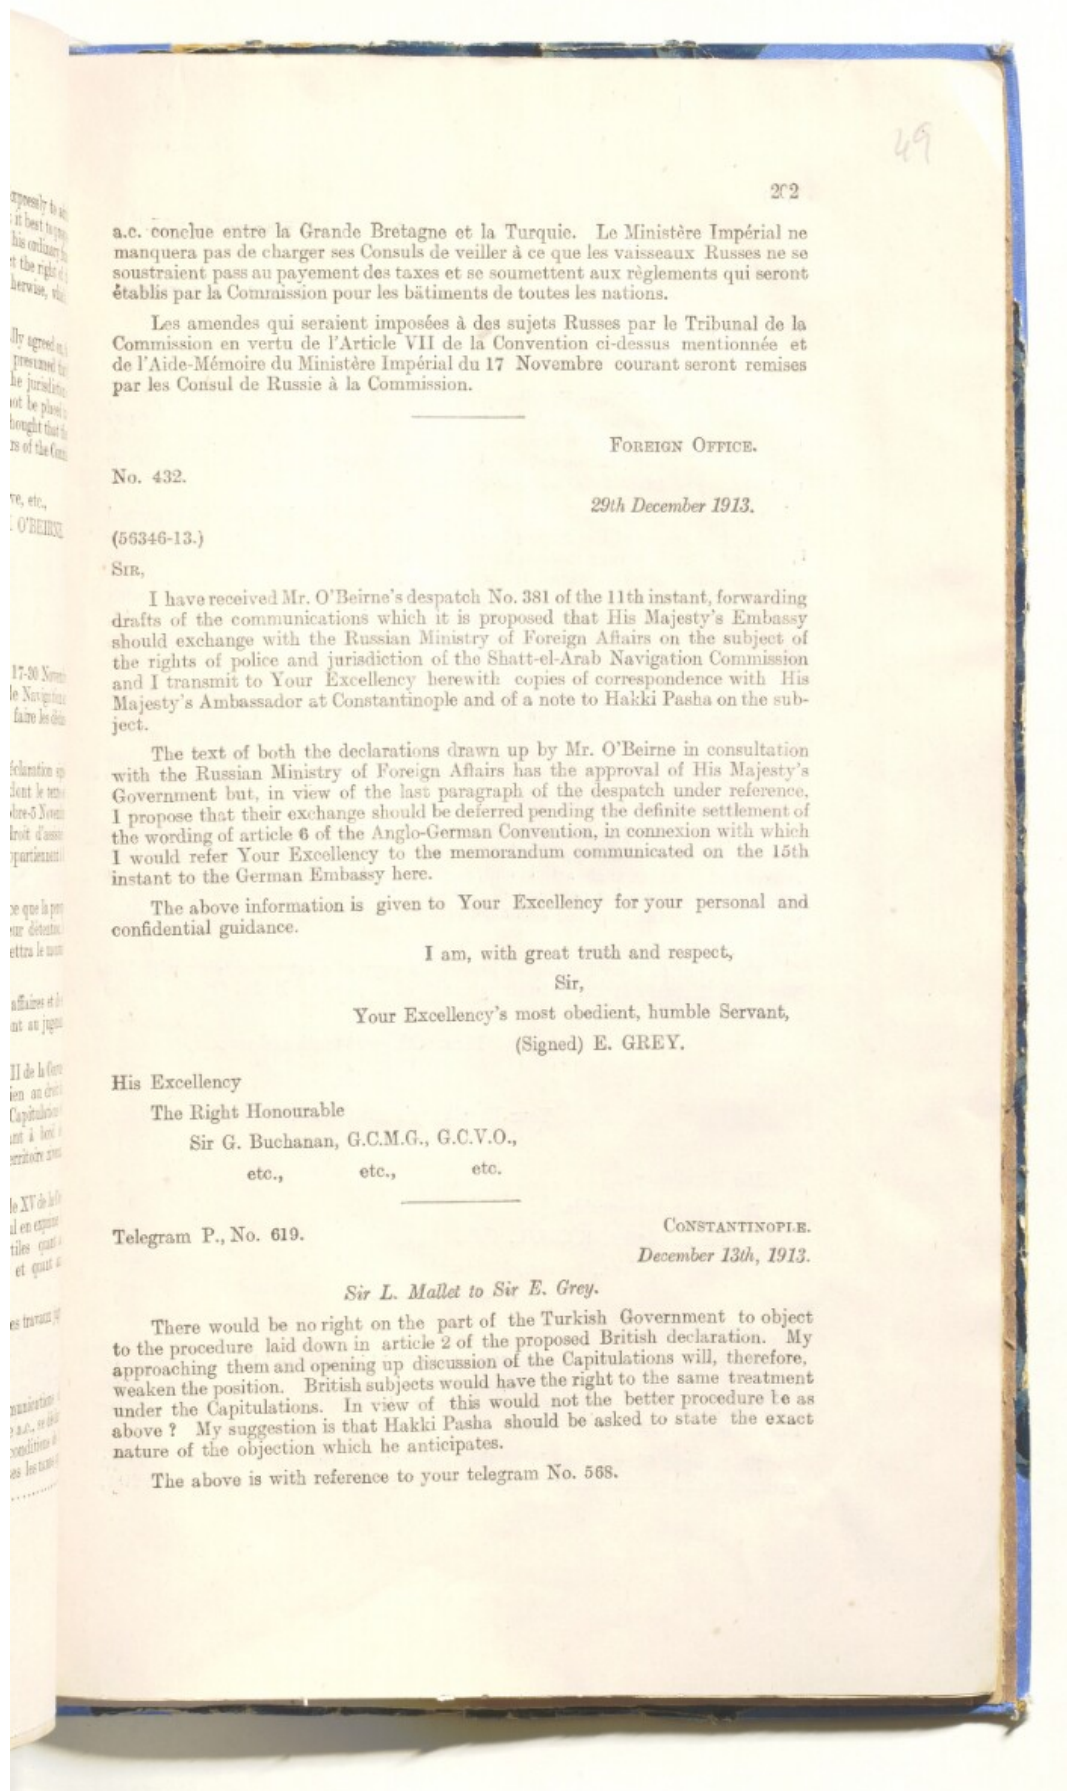 49
202
a.c. conclue entre la Grande Bretagne et la Turquie. Le Ministère Impérial ne
manquera pas de charger ses Consuls de veiller à ce que les vaisseaux Russes ne se
soustraient pass au payement des taxes et se soumettent aux règlements qui seront
établis par la Commission pour les bätiments de toutes les nations.
Les amendes qui seraient imposées à des sujets Russes par le Tribunal de la
Commission en vertu de l'Article VII de la Convention ci-dessus mentionnée et
de l'Aide-Mémoire du Ministère Impérial du 17 Novembre courant seront remises
par les Consul de Russie à la Commission.
FOREIGN OFFICE.
No. 432.
29th December 1913.
(56346-13.)
SIR,
I have received Mr. O'Beirne's despatch No. 381 of the 11th instant, forwarding
drafts of the communications which it is proposed that His Majesty's Embassy
should exchange with the Russian Ministry of Foreign Affairs on the subject of
the rights of police and jurisdiction of the Shatt-el-Arab Navigation Commission
and I transmit to Your Excellency herewith copies of correspondence with His
Majesty's Ambassador at Constantinople and of a note to Hakki Pasha on the sub-
ject.
The text of both the declarations drawn up by Mr. O'Beirne in consultation
with the Russian Ministry of Foreign Affairs has the approval of His Majesty's
Government but, in view of the last paragraph of the despatch under reference,
I propose that their exchange should be deferred pending the definite settlement of
the wording of article 6 of the Anglo-German Convention, in connexion with which
I would refer Your Excellency to the memorandum communicated on the 15th
instant to the German Embassy here.
The above information is given to Your Excellency for your personal and
confidential guidance.
I am, with great truth and respect,
Sir,
Your Excellency's most obedient, humble Servant,
(Signed) E. GREY.
His Excellency
The Right Honourable
Sir G. Buchanan, G.C.M.G., G.C.V.O.,
etc., etc., etc.
Telegram P., No. 619.
CONSTANTINOPLE.
December 13th, 1913.
Sir L. Mallet to Sir E. Grey.
There would be no right on the part of the Turkish Government to object
to the procedure laid down in article 2 of the proposed British declaration. My
approaching them and opening up discussion of the Capitulations will, therefore,
weaken the position. British subjects would have the right to the same treatment
under the Capitulations. In view of this would not the better procedure be as
above ? My suggestion is that Hakki Pasha should be asked to state the exact
nature of the objection which he anticipates.
The above is with reference to your telegram No. 568.